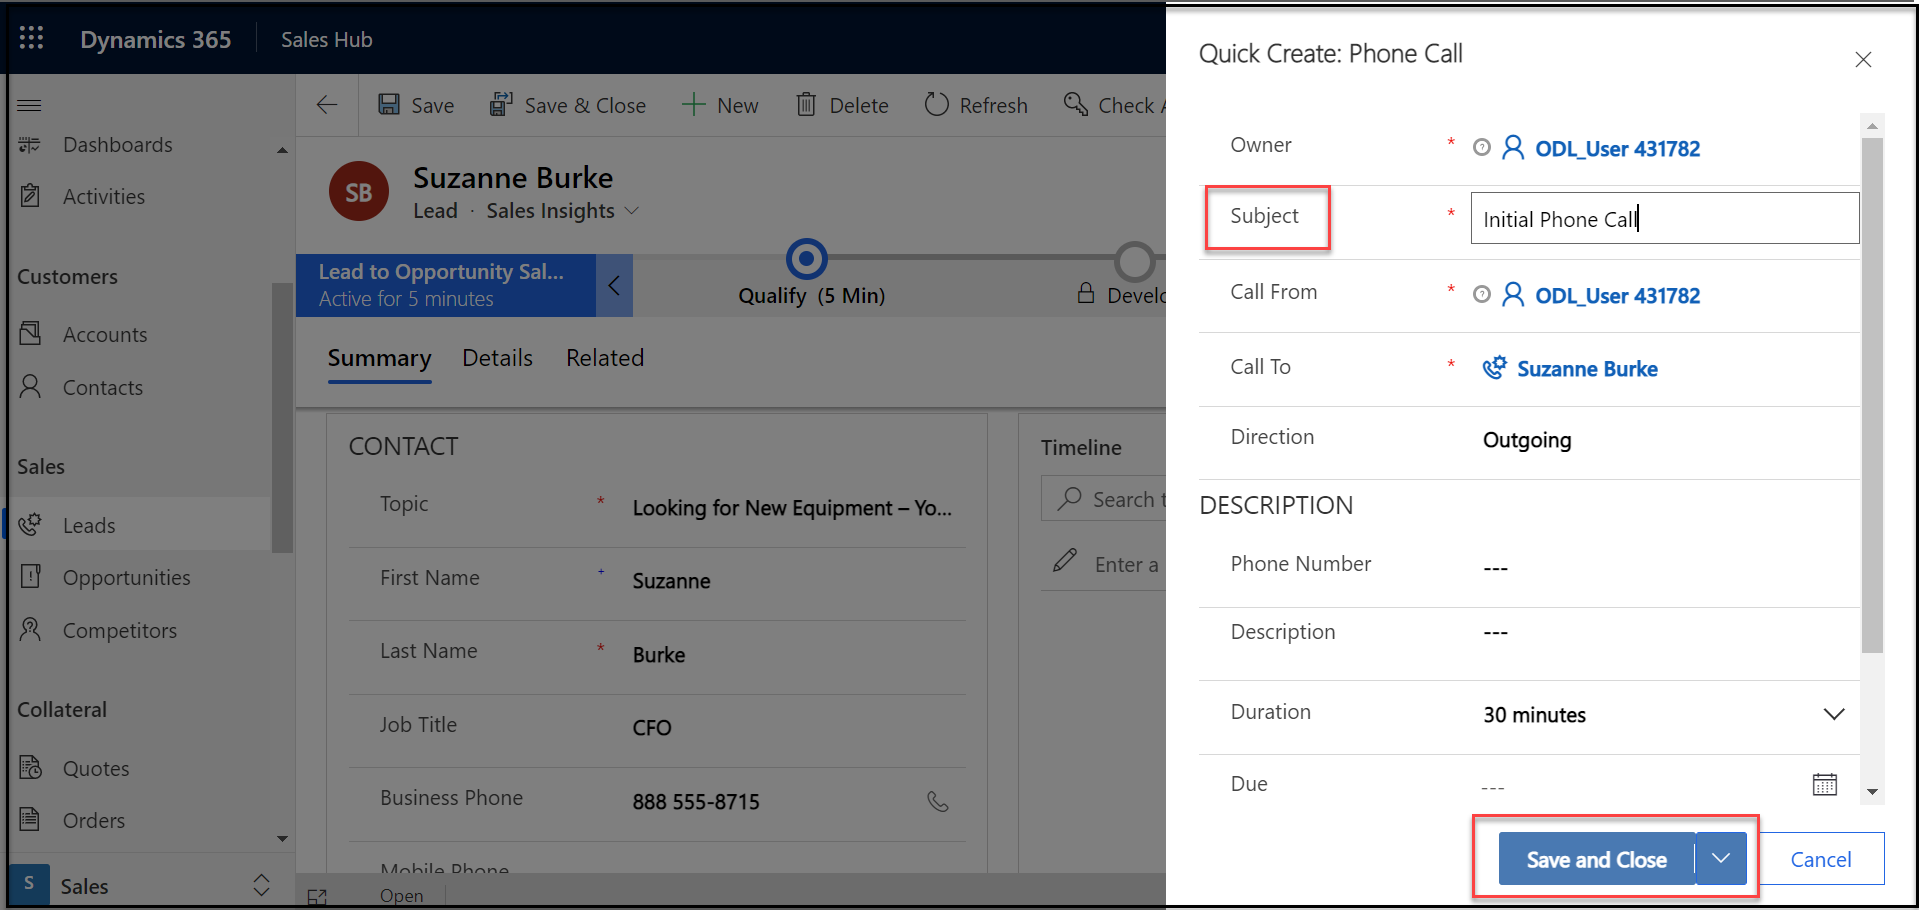 Dynamics 365
Sales Hub
Save
Save & Close
New
Delete
Refresh
Check A
Dashboards
Activities
Customers
Accounts
Contacts
Sales
Leads
Opportunities
Competitors
Collateral
Quotes
Orders
S
Sales
SB
Suzanne Burke
Lead · Sales Insights
Lead to Opportunity Sal...
Active for 5 minutes
Qualify (5 Min)
Develo
Summary
Details
Related
CONTACT
Topic * Looking for New Equipment – Yo...
First Name + Suzanne
Last Name * Burke
Job Title CFO
Business Phone 888 555-8715
Mobile Phone
Open
Timeline
Search t
Enter a
Quick Create: Phone Call
Owner * ODL_User 431782
Subject * Initial Phone Call
Call From * ODL_User 431782
Call To * Suzanne Burke
Direction Outgoing
DESCRIPTION
Phone Number ---
Description ---
Duration 30 minutes
Due ---
Save and Close
Cancel